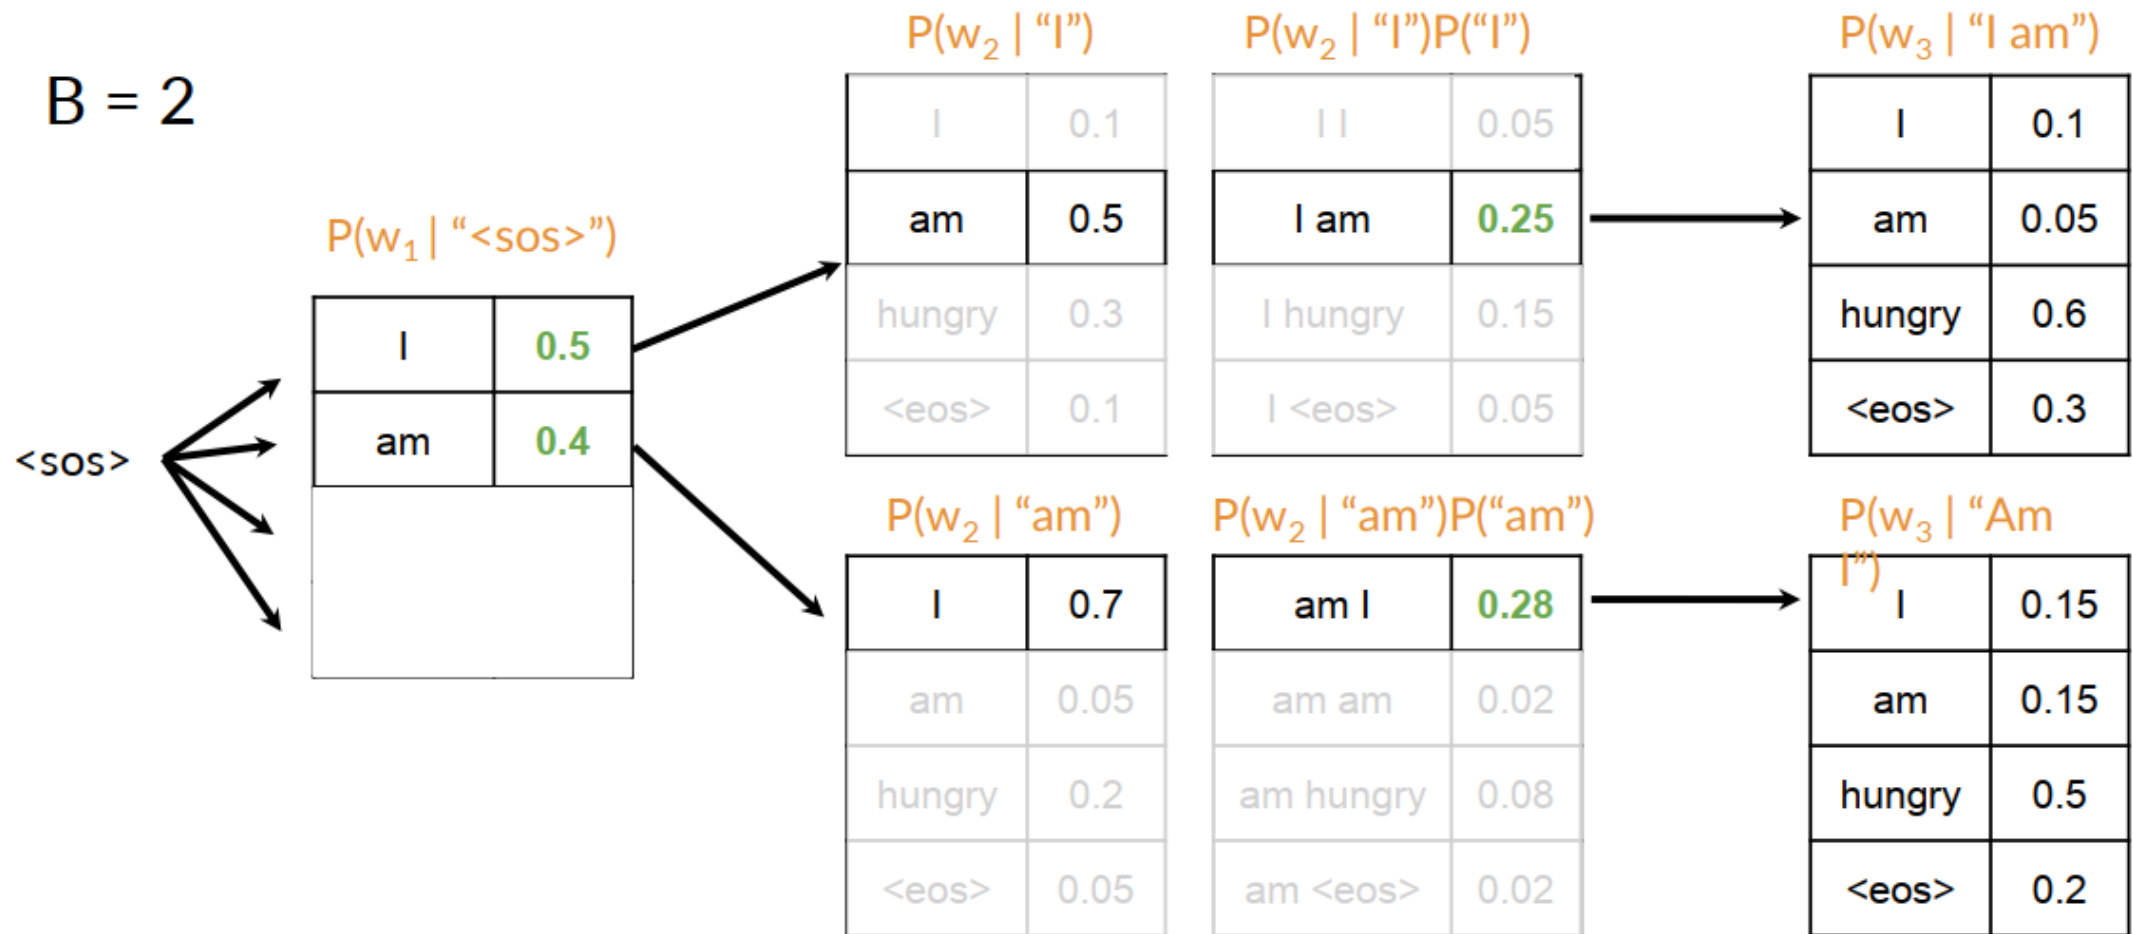 B = 2
<sos>
P(w1 | “<sos>”)
I 0.5
am 0.4
P(w2 | “I”)
I 0.1
am 0.5
hungry 0.3
<eos> 0.1
P(w2 | “I”)P(“I”)
I I 0.05
I am 0.25
I hungry 0.15
I <eos> 0.05
P(w3 | “I am”)
I 0.1
am 0.05
hungry 0.6
<eos> 0.3
P(w2 | “am”)
I 0.7
am 0.05
hungry 0.2
<eos> 0.05
P(w2 | “am”)P(“am”)
am I 0.28
am am 0.02
am hungry 0.08
am <eos> 0.02
P(w3 | “Am
I”)
I 0.15
am 0.15
hungry 0.5
<eos> 0.2